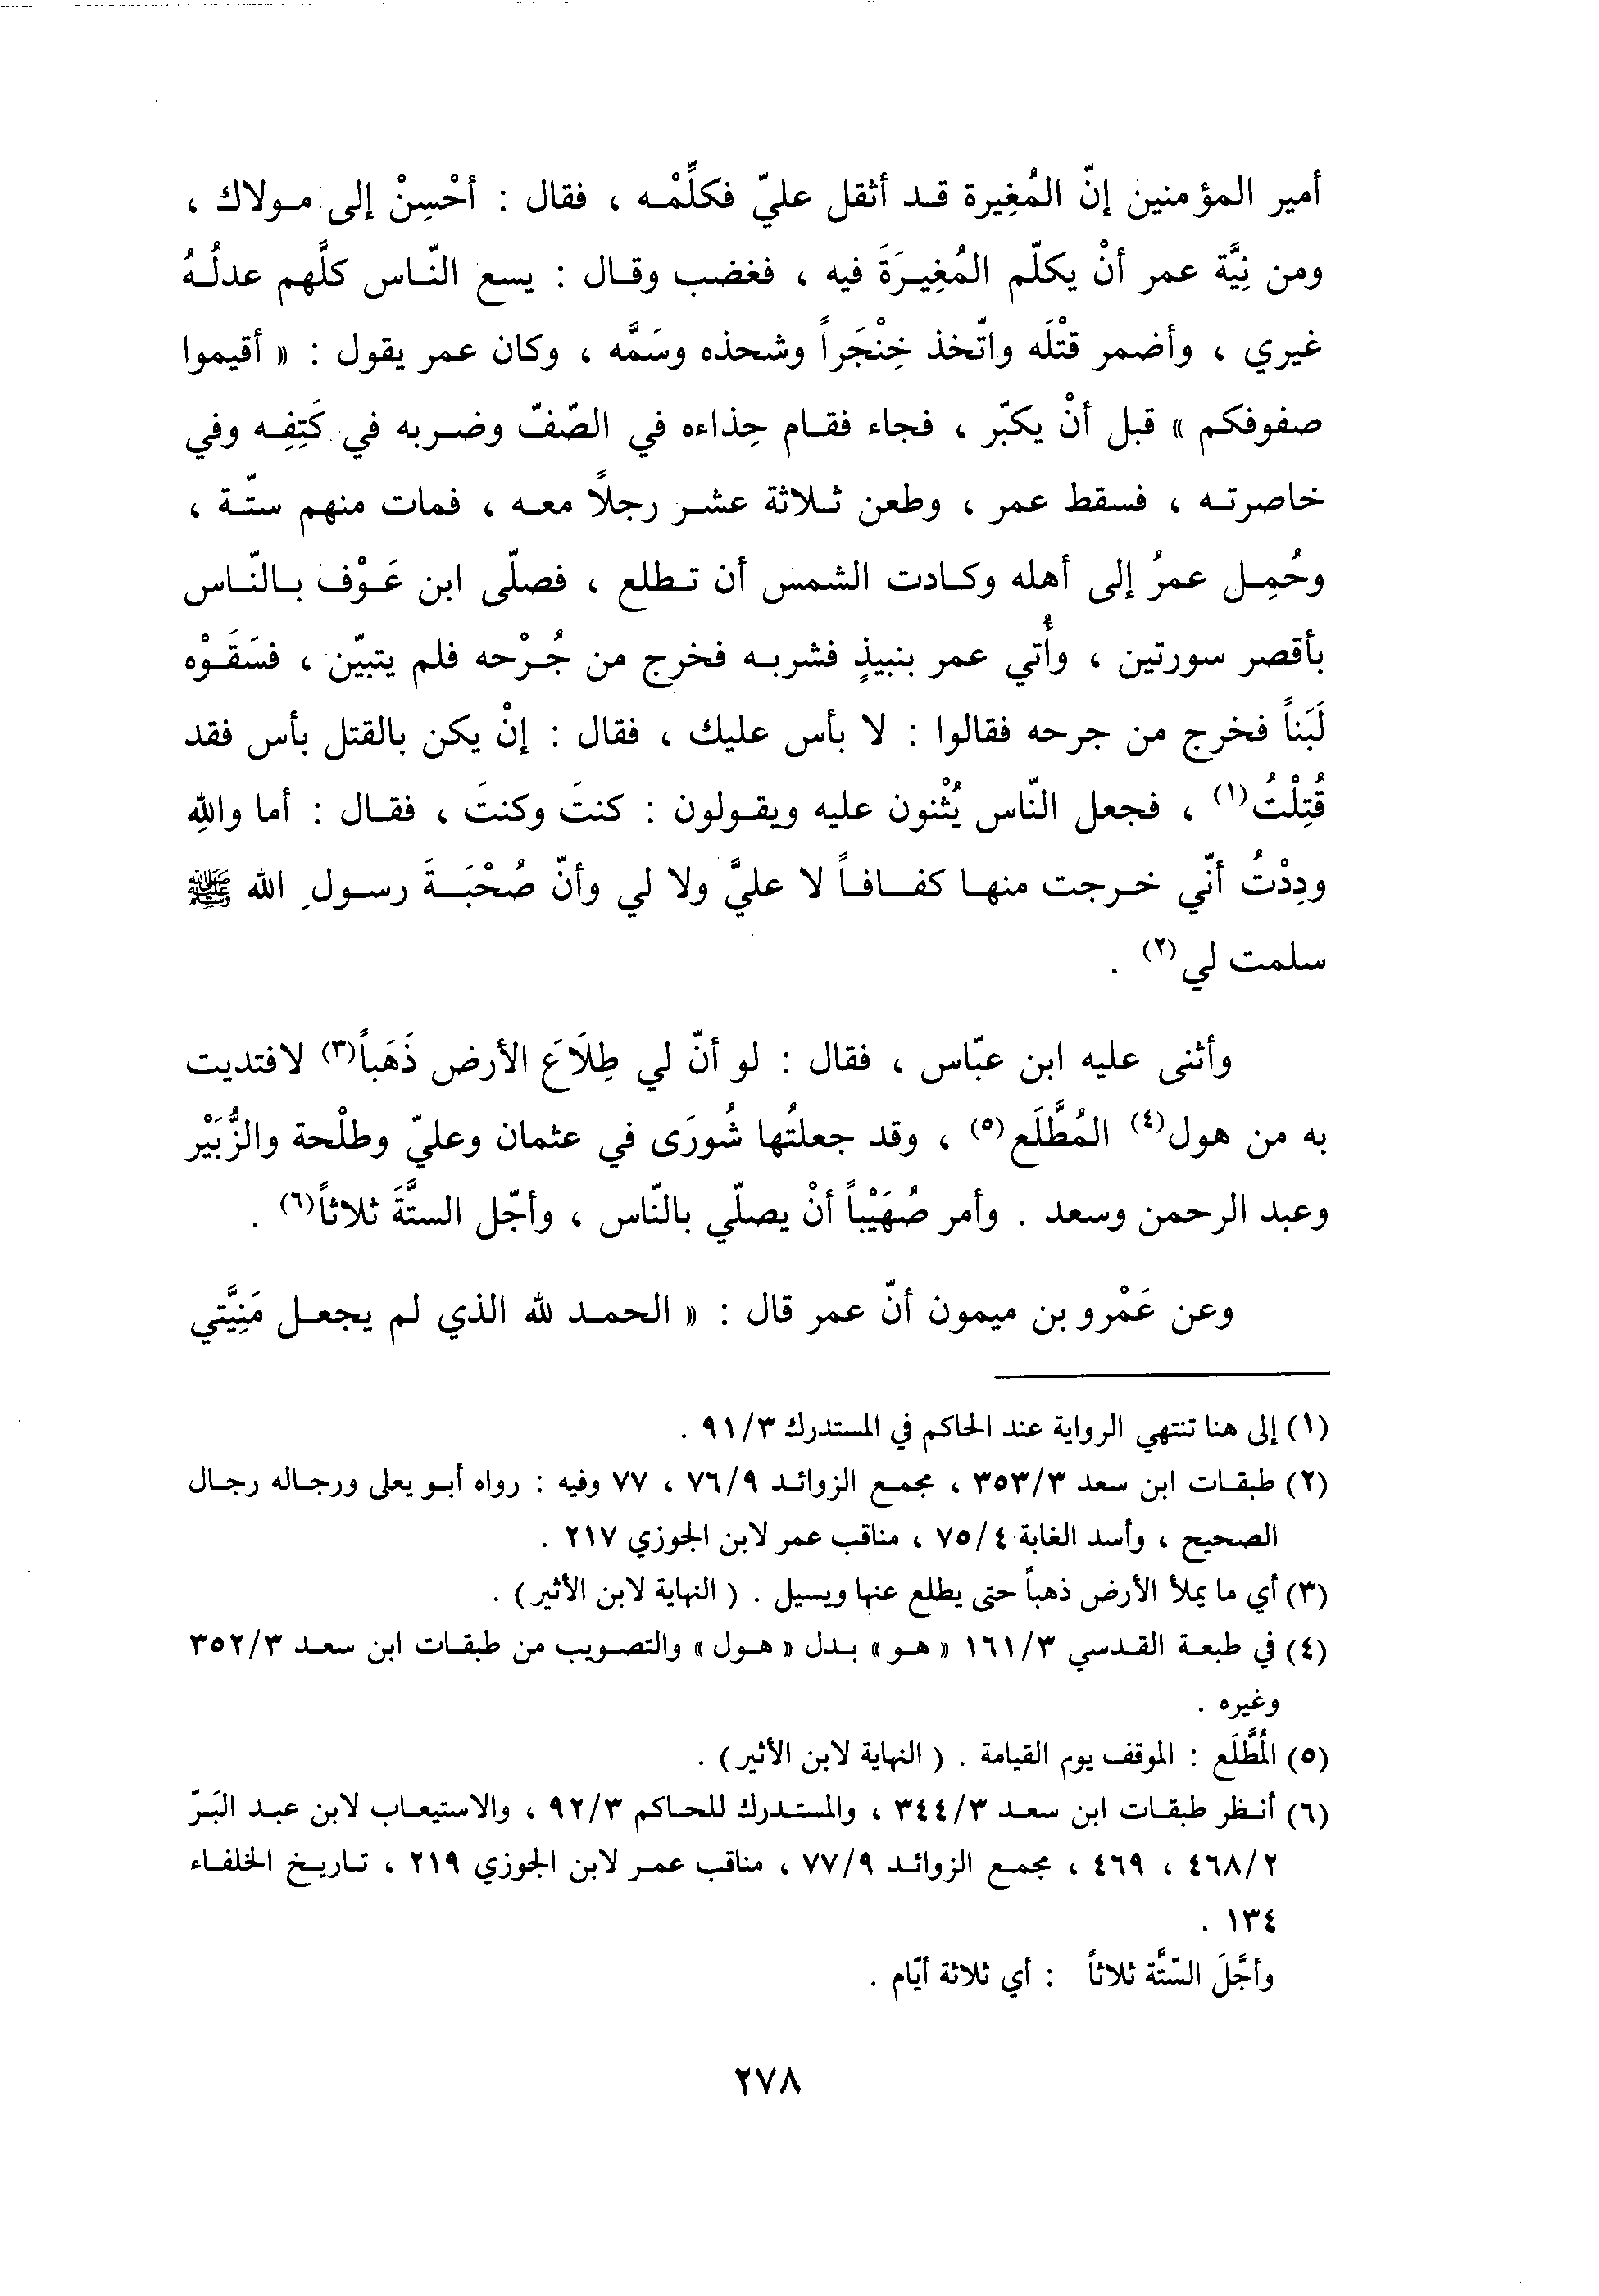 أمير المؤمنين إنّ المُغِيرة قد أثقل عليّ فكلِّمْه ، فقال : أحْسِنْ إلى مولاك ،
ومن نِيَّة عمر أنْ يكلّم المُغِيرَةَ فيه ، فغضب وقال : يسع النّاس كلَّهم عدلُهُ
غيري ، وأضمر قتْلَه واتّخذ خِنْجَراً وشحذه وسَمَّه ، وكان عمر يقول : « أقيموا
صفوفكم » قبل أنْ يكبّر ، فجاء فقام حِذاءه في الصّفّ وضربه في كَتِفِه وفي
خاصرته ، فسقط عمر ، وطعن ثلاثة عشر رجلاً معه ، فمات منهم ستّة ،
وحُمِل عمرُ إلى أهله وكادت الشمس أن تطلع ، فصلّى ابن عَوْف بالنّاس
بأقصر سورتين ، وأُتي عمر بنبيذٍ فشربه فخرج من جُرْحه فلم يتبيّن ، فسَقَوْه
لَبَناً فخرج من جرحه فقالوا : لا بأس عليك ، فقال : إنْ يكن بالقتل بأس فقد
قُتِلْتُ(١) ، فجعل النّاس يُثْنون عليه ويقولون : كنتَ وكنتَ ، فقال : أما واللهِ
ودِدْتُ أنّي خرجت منها كفافاً لا عليَّ ولا لي وأنّ صُحْبَةَ رسولِ الله ﷺ
سلمت لي(٢) .
وأثنى عليه ابن عبّاس ، فقال : لو أنّ لي طِلَاعَ الأرض ذَهَباً(٣) لافتديت
به من هول(٤) المُطَّلَع(٥) ، وقد جعلتُها شُورَى في عثمان وعليّ وطلْحة والزُّبَيْر
وعبد الرحمن وسعد . وأمر صُهَيْباً أنْ يصلّي بالنّاس ، وأجّل الستَّةَ ثلاثاً(٦) .
وعن عَمْرو بن ميمون أنّ عمر قال : « الحمد لله الذي لم يجعل مَنِيَّتي
(١) إلى هنا تنتهي الرواية عند الحاكم في المستدرك ٩١/٣ .
(٢) طبقات ابن سعد ٣٥٣/٣ ، مجمع الزوائد ٧٦/٩ ، ٧٧ وفيه : رواه أبو يعلى ورجاله رجال
الصحيح ، وأسد الغابة ٧٥/٤ ، مناقب عمر لابن الجوزي ٢١٧ .
(٣) أي ما يملأ الأرض ذهباً حتى يطلع عنها ويسيل . ( النهاية لابن الأثير ) .
(٤) في طبعة القدسي ١٦١/٣ « هو » بدل « هول » والتصويب من طبقات ابن سعد ٣٥٢/٣
وغيره .
(٥) المُطَّلَع : الموقف يوم القيامة . ( النهاية لابن الأثير ) .
(٦) أنظر طبقات ابن سعد ٣٤٤/٣ ، والمستدرك للحاكم ٩٢/٣ ، والاستيعاب لابن عبد البَرّ
٤٦٨/٢ ، ٤٦٩ ، مجمع الزوائد ٧٧/٩ ، مناقب عمر لابن الجوزي ٢١٩ ، تاريخ الخلفاء
١٣٤ .
وأجَّلَ السّتَّة ثلاثاً : أي ثلاثة أيّام .
٢٧٨